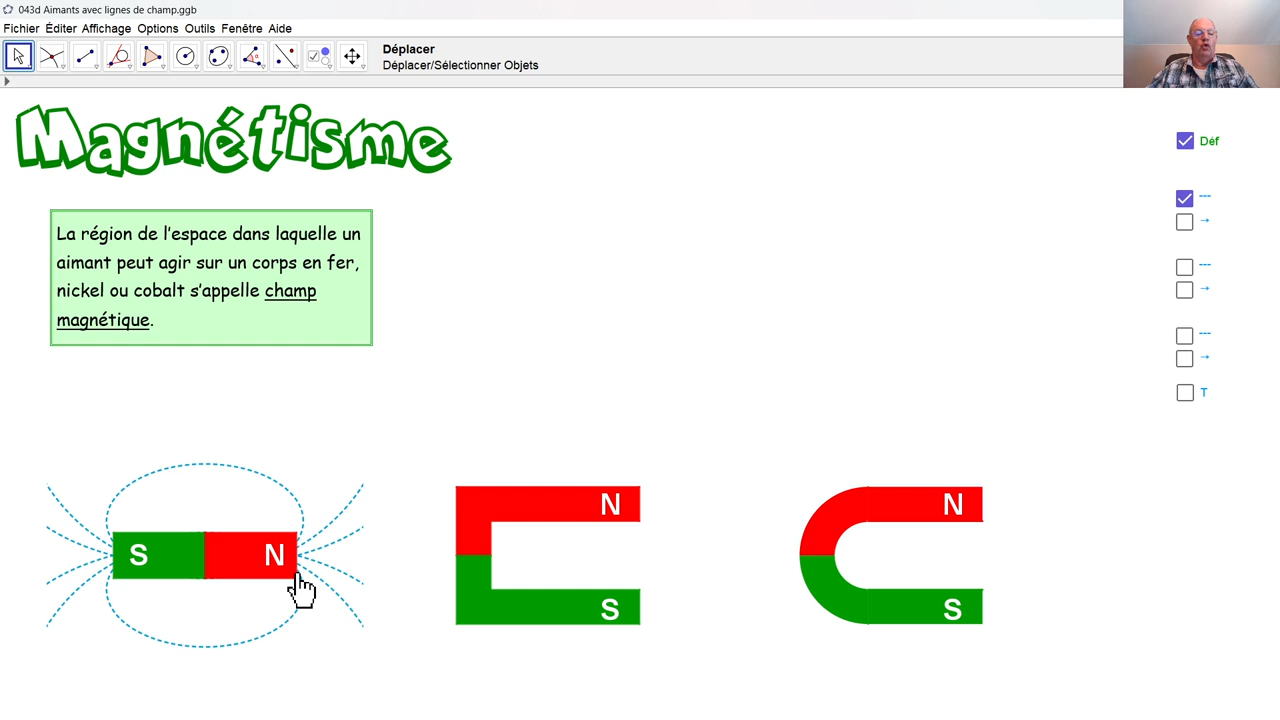 043d Aimants avec lignes de champ.ggb
Fichier Éditer Affichage Options Outils Fenêtre Aide
Déplacer
Déplacer/Sélectionner Objets
Magnétisme
Déf
---
→
---
→
---
→
T
La région de l'espace dans laquelle un
aimant peut agir sur un corps en fer,
nickel ou cobalt s'appelle champ
magnétique.
S N
N
S
N
S